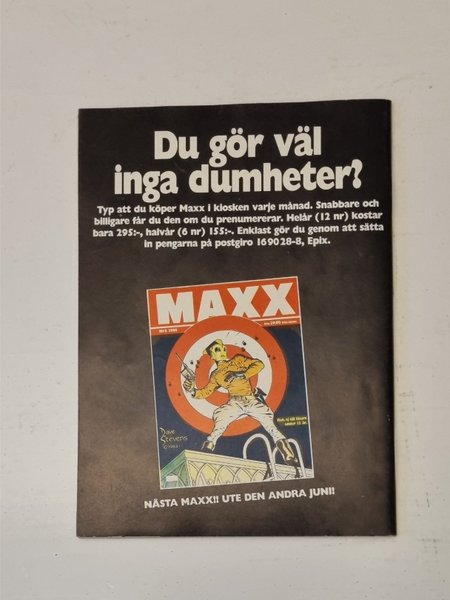 Du gör väl
inga dumheter?
Typ att du köper Maxx i kiosken varje månad. Snabbare och
billigare får du den om du prenumererar. Helår (12 nr) kostar
bara 295:-, halvår (6 nr) 155:-. Enklast gör du genom att sätta
in pengarna på postgiro 169028-8, Epix.
MAXX
Dave
Stevens
NÄSTA MAXX!! UTE DEN ANDRA JUNI!